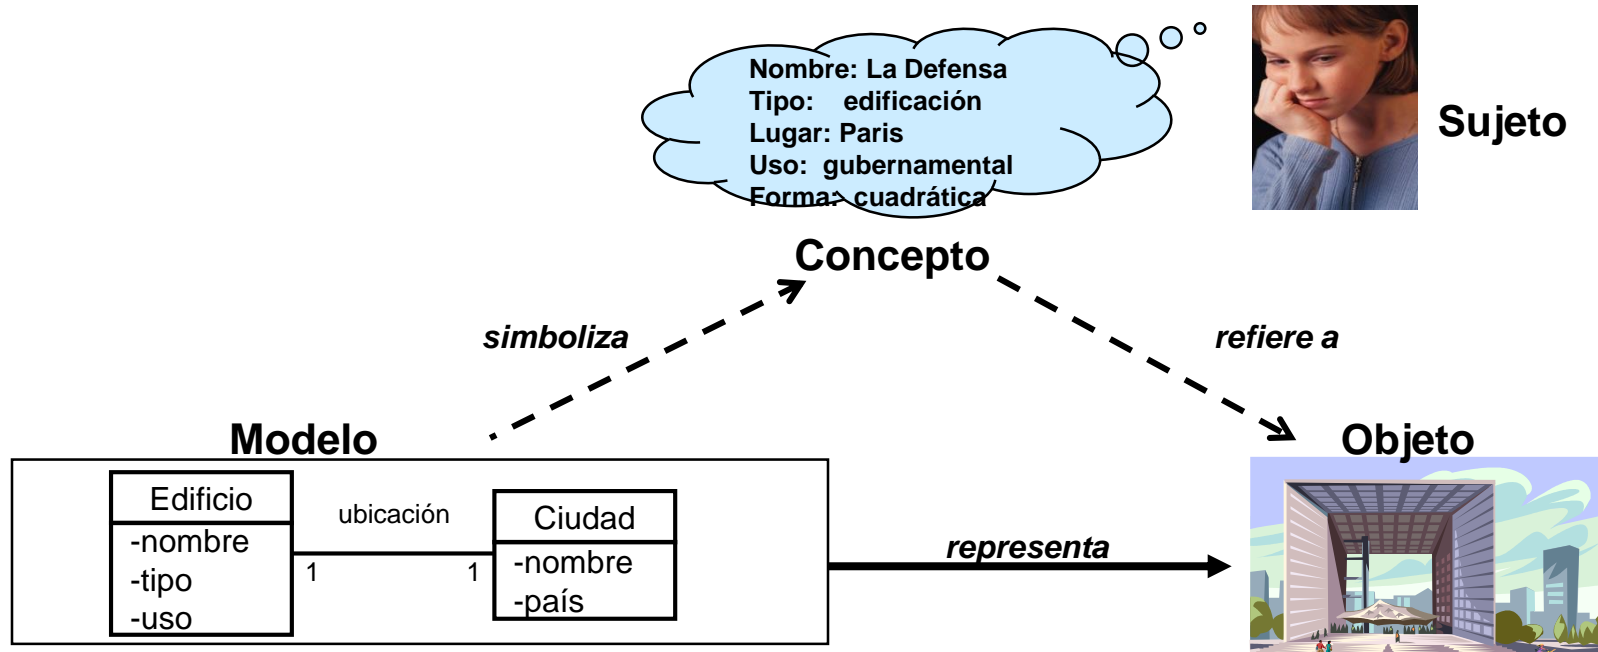 Nombre: La Defensa
Tipo: edificación
Lugar: Paris
Uso: gubernamental
Forma: cuadrática
Sujeto
Concepto
simboliza
refiere a
Modelo
Objeto
Edificio
-nombre
-tipo
-uso
ubicación
1 1
Ciudad
-nombre
-país
representa